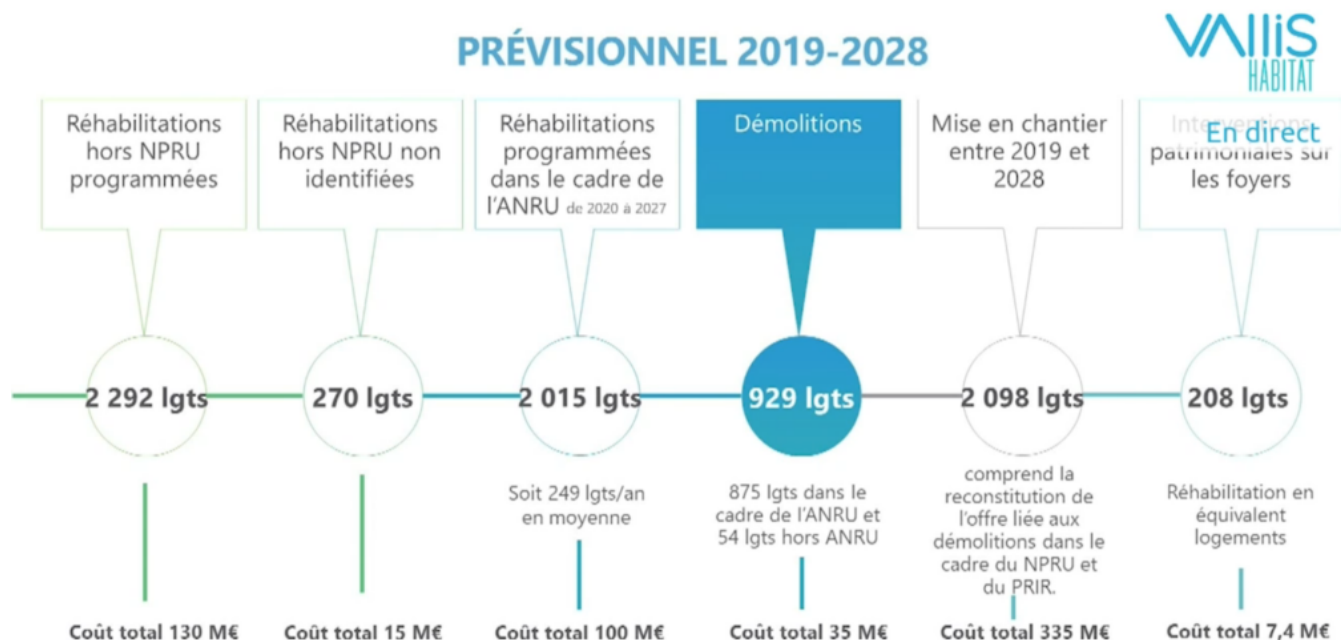 PRÉVISIONNEL 2019-2028
VAlliS
HABITAT
En direct
Réhabilitations
hors NPRU
programmées
2 292 lgts
Coût total 130 M€
Réhabilitations
hors NPRU non
identifiées
270 lgts
Coût total 15 M€
Réhabilitations
programmées
dans le cadre de
l'ANRU de 2020 à 2027
2 015 lgts
Soit 249 lgts/an
en moyenne
Coût total 100 M€
Démolitions
929 lgts
875 lgts dans le
cadre de l'ANRU et
54 lgts hors ANRU
Coût total 35 M€
Mise en chantier
entre 2019 et
2028
2 098 lgts
comprend la
reconstitution de
l'offre liée aux
démolitions dans le
cadre du NPRU et
du PRIR.
Coût total 335 M€
Interventions
patrimoniales sur
les foyers
208 lgts
Réhabilitation en
équivalent
logements
Coût total 7,4 M€